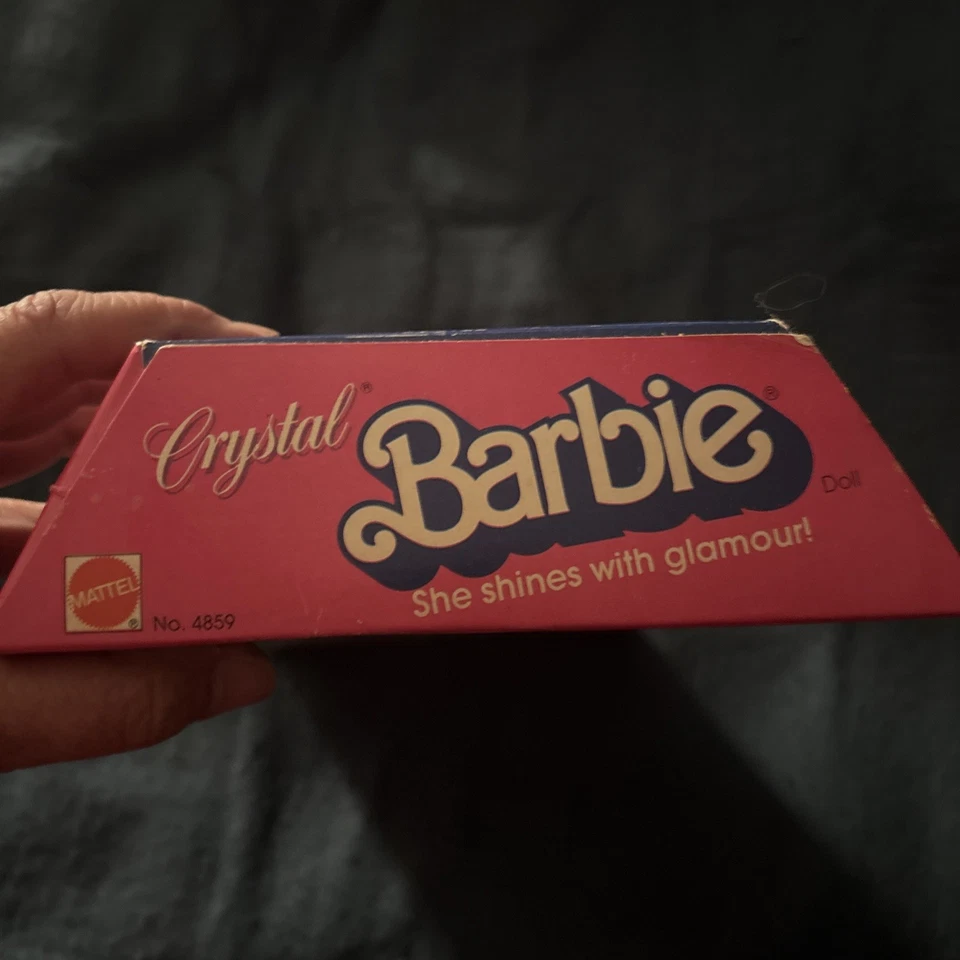 Crystal® Barbie® Doll
She shines with glamour!
MATTEL®
No. 4859